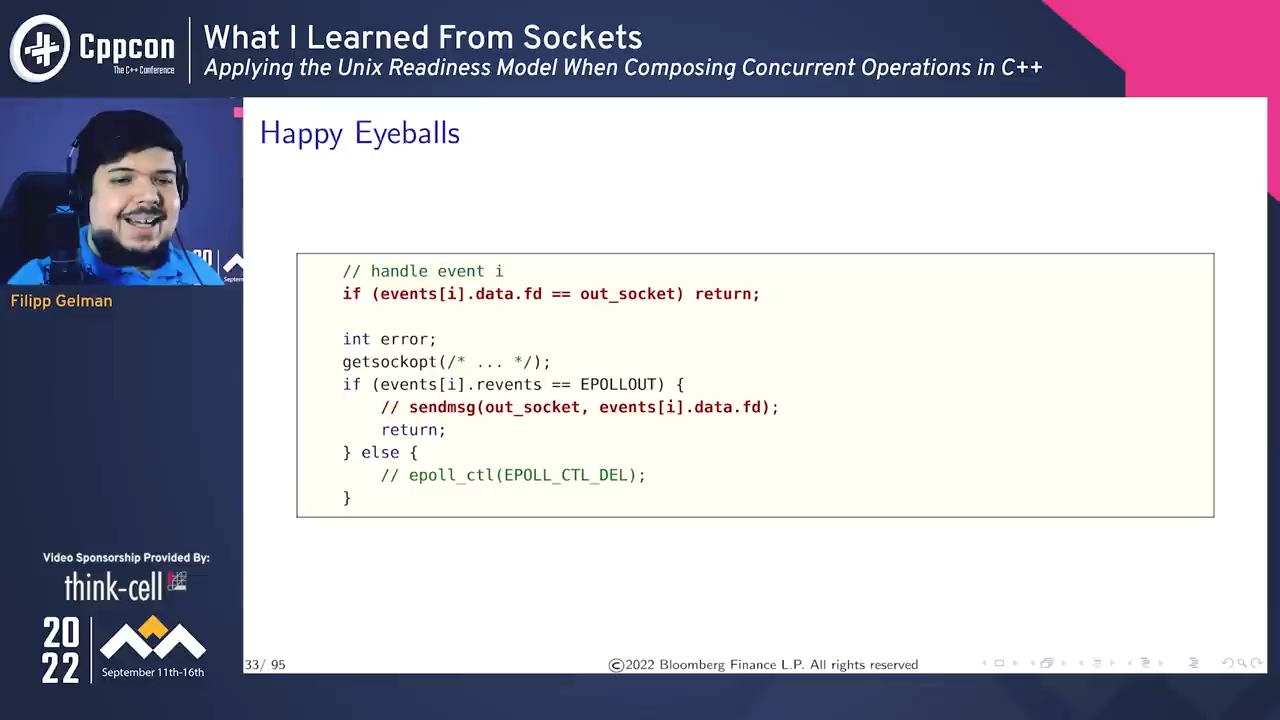 Cppcon
The C++ Conference
What I Learned From Sockets
Applying the Unix Readiness Model When Composing Concurrent Operations in C++
Filipp Gelman
Happy Eyeballs
// handle event i
if (events[i].data.fd == out_socket) return;
int error;
getsockopt(/* ... */);
if (events[i].revents == EPOLLOUT) {
// sendmsg(out_socket, events[i].data.fd);
return;
} else {
// epoll_ctl(EPOLL_CTL_DEL);
}
Video Sponsorship Provided By:
think-cell
20
22
September 11th-16th
33/ 95
©2022 Bloomberg Finance L.P. All rights reserved